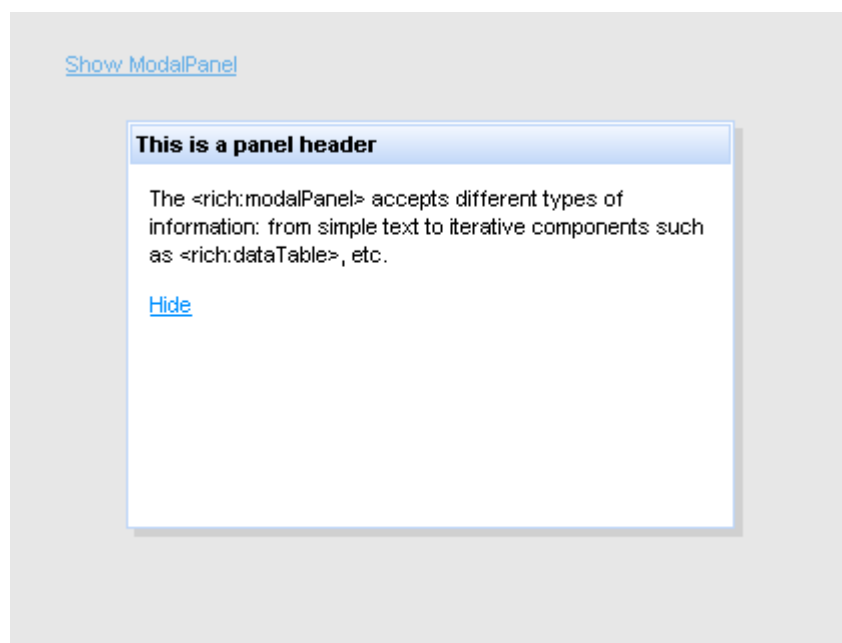 Show ModalPanel
This is a panel header
The <rich:modalPanel> accepts different types of
information: from simple text to iterative components such
as <rich:dataTable>, etc.
Hide